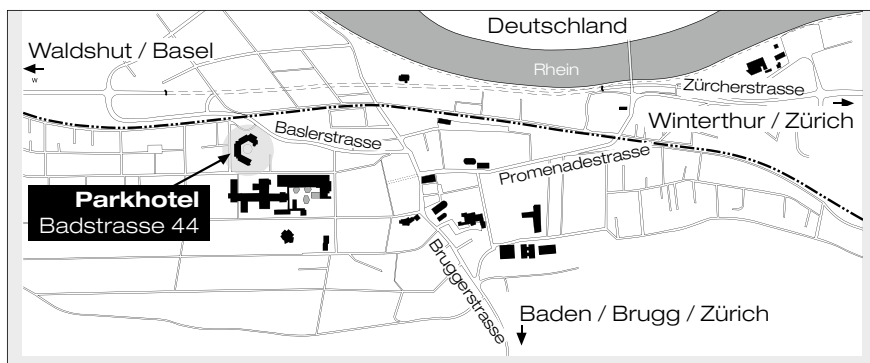 Deutschland
Waldshut / Basel
W
Rhein
Zürcherstrasse
Winterthur / Zürich
Baslerstrasse
Promenadestrasse
Parkhotel
Badstrasse 44
Bruggerstrasse
Baden / Brugg / Zürich